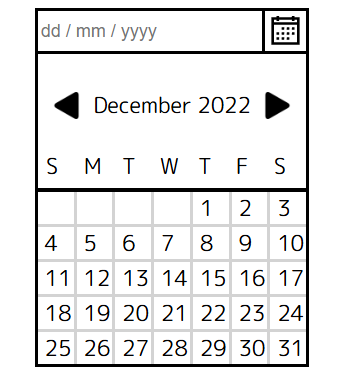 dd / mm / yyyy
December 2022
S M T W T F S
1 2 3
4 5 6 7 8 9 10
11 12 13 14 15 16 17
18 19 20 21 22 23 24
25 26 27 28 29 30 31